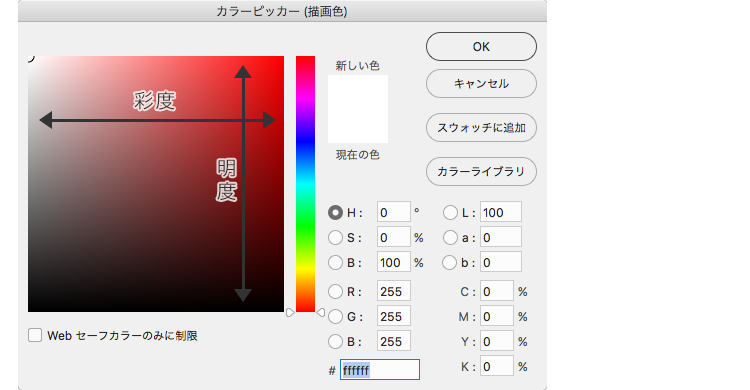 カラーピッカー (描画色)
OK
新しい色
キャンセル
彩度
スウォッチに追加
現在の色
明度
カラーライブラリ
H : 0 ° L : 100
S : 0 % a : 0
B : 100 % b : 0
R : 255 C : 0 %
G : 255 M : 0 %
B : 255 Y : 0 %
Web セーフカラーのみに制限
# ffffff K : 0 %